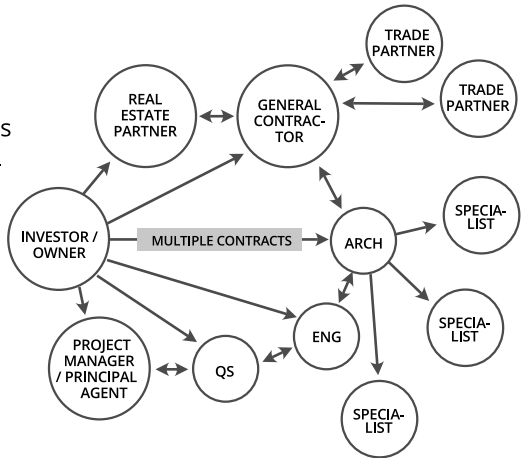 TRADE
PARTNER
REAL
ESTATE
PARTNER
GENERAL
CONTRAC-
TOR
TRADE
PARTNER
S
INVESTOR /
OWNER
MULTIPLE CONTRACTS
ARCH
SPECIA-
LIST
SPECIA-
LIST
ENG
PROJECT
MANAGER
/ PRINCIPAL
AGENT
QS
SPECIA-
LIST